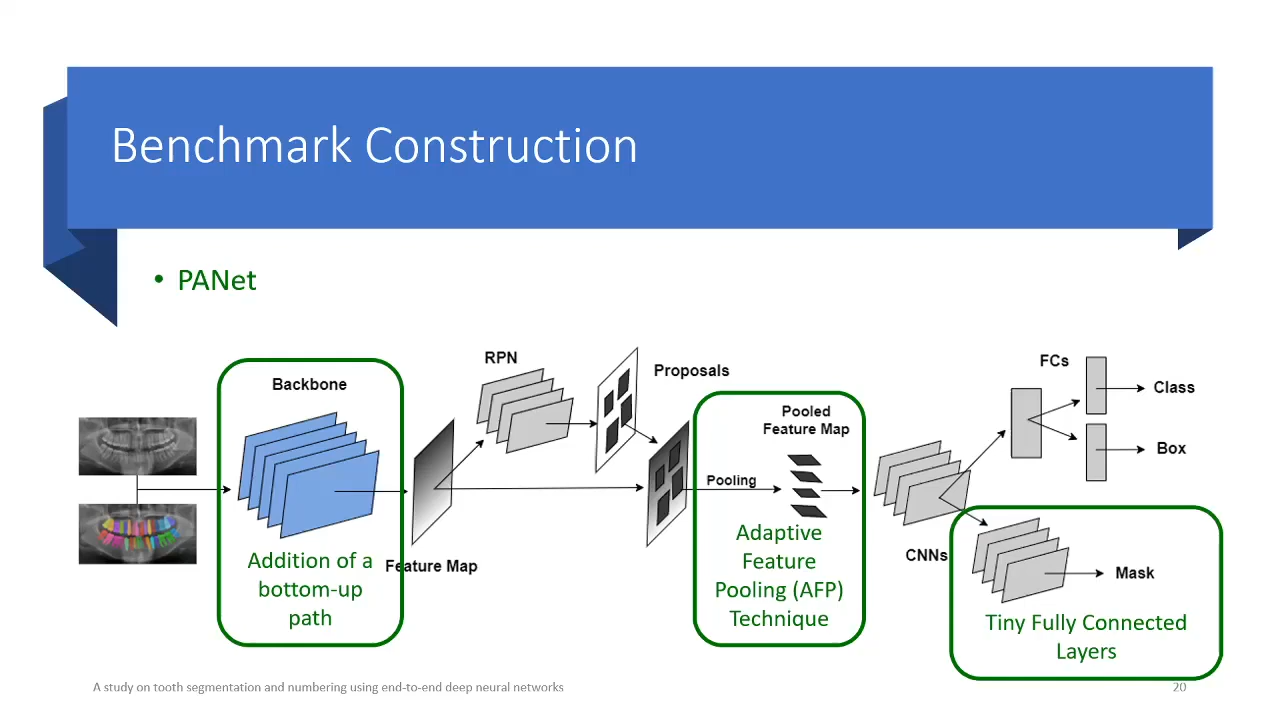 Benchmark Construction
• PANet
Backbone
Addition of a
bottom-up
path
Feature Map
RPN
Proposals
Pooling
Pooled
Feature Map
Adaptive
Feature
Pooling (AFP)
Technique
CNNs
FCs
Class
Box
Mask
Tiny Fully Connected
Layers
A study on tooth segmentation and numbering using end-to-end deep neural networks
20